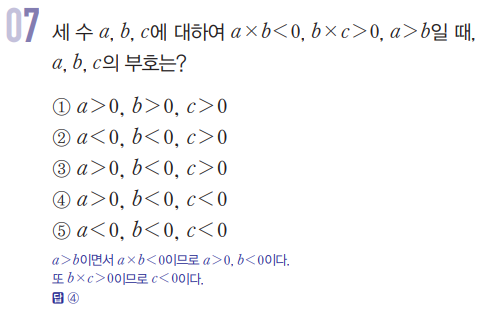 07 세 수 a, b, c에 대하여 a×b<0, b×c>0, a>b일 때,
a, b, c의 부호는?
① a>0, b>0, c>0
② a<0, b<0, c>0
③ a>0, b<0, c>0
④ a>0, b<0, c<0
⑤ a<0, b<0, c<0
a>b이면서 a×b<0이므로 a>0, b<0이다.
또 b×c>0이므로 c<0이다.
답 ④